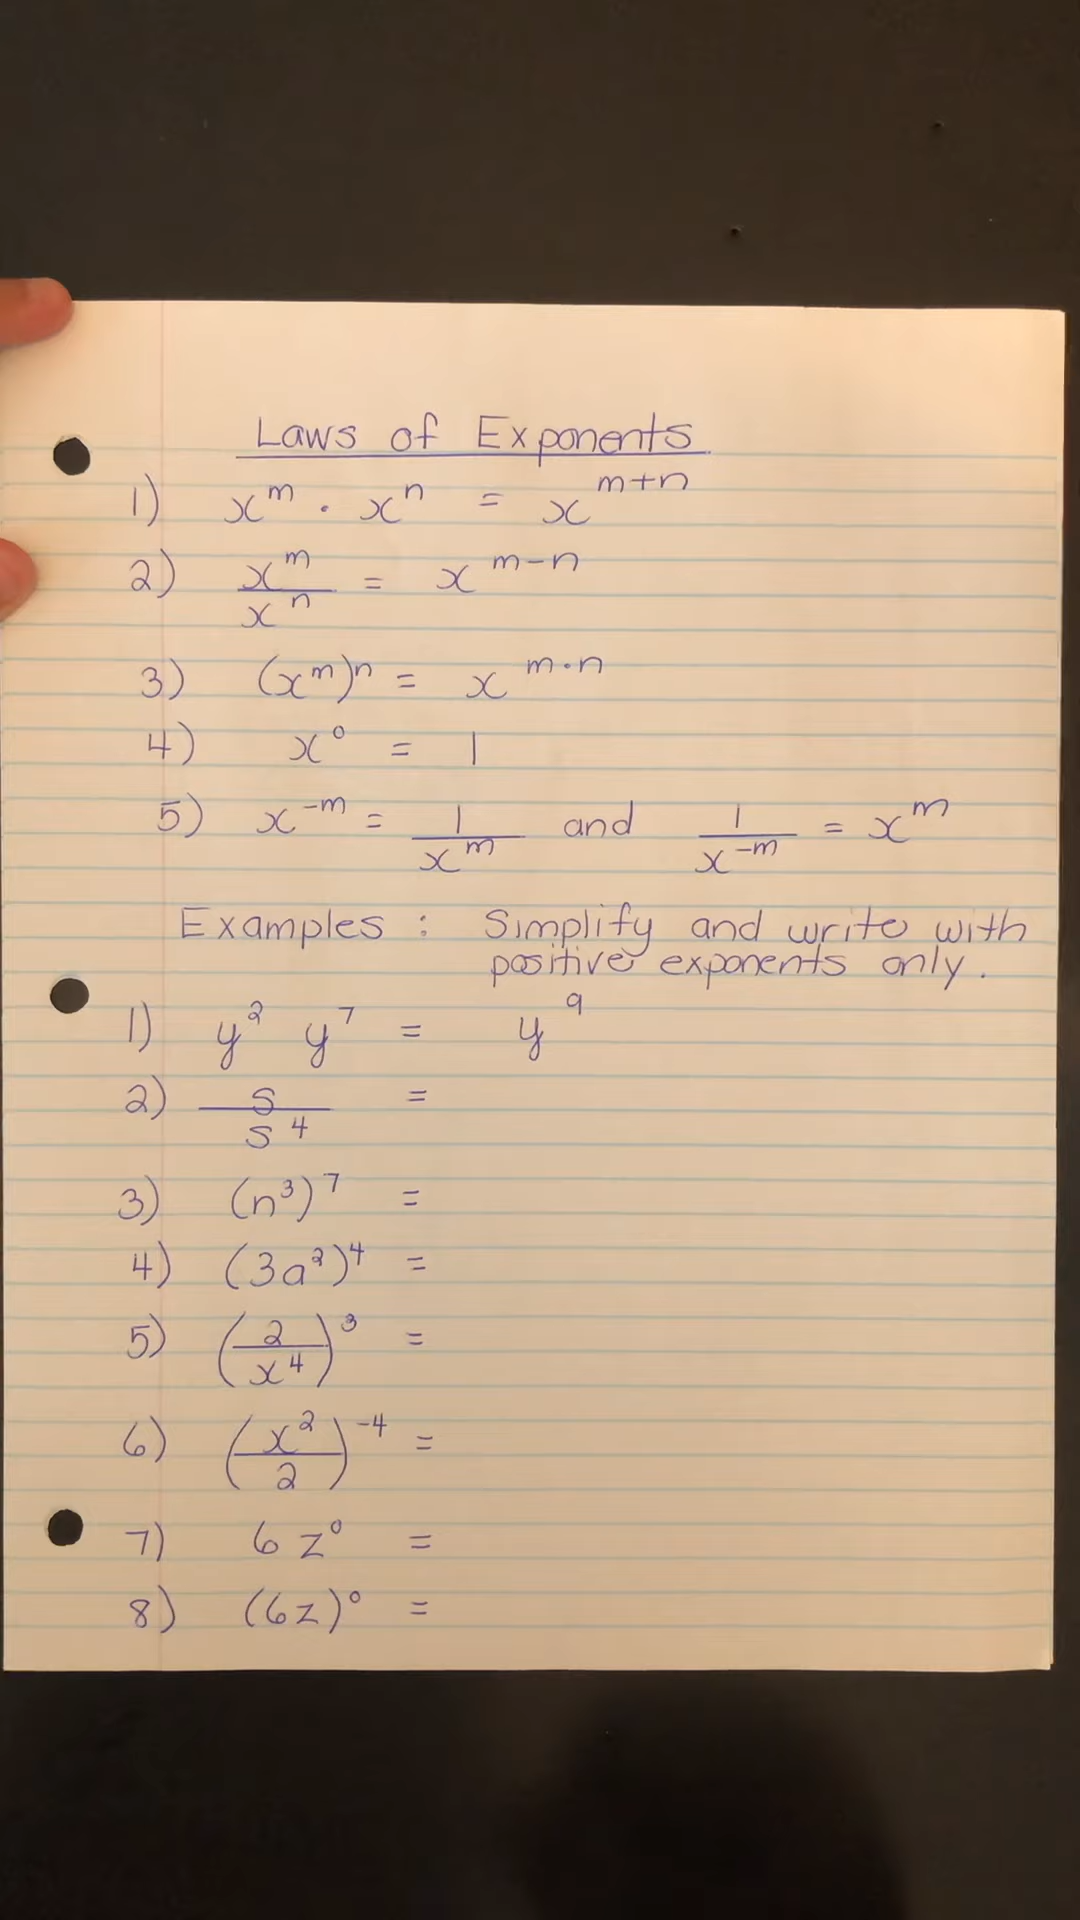 Laws of Exponents
1) x^m . x^n = x^(m+n)
2) x^m/x^n = x^(m-n)
3) (x^m)^n = x^(m·n)
4) x^0 = 1
5) x^(-m) = 1/x^m and 1/x^(-m) = x^m
Examples : Simplify and write with
positive exponents only.
1) y^2 y^7 = y^9
2) s/s^4 =
3) (n^3)^7 =
4) (3a^2)^4 =
5) (2/x^4)^3 =
6) (x^2/2)^(-4) =
7) 6z^0 =
8) (6z)^0 =